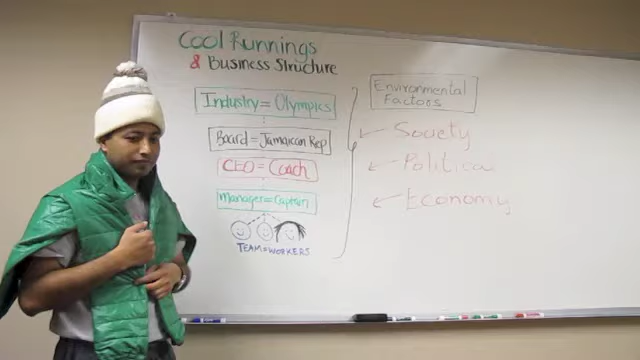 Cool Runnings
& Business Structure
Industry = Olympics
Board = Jamaican Rep
CEO = Coach
Manager = Captain
TEAM = WORKERS
Environmental
Factors
Society
Political
Economy